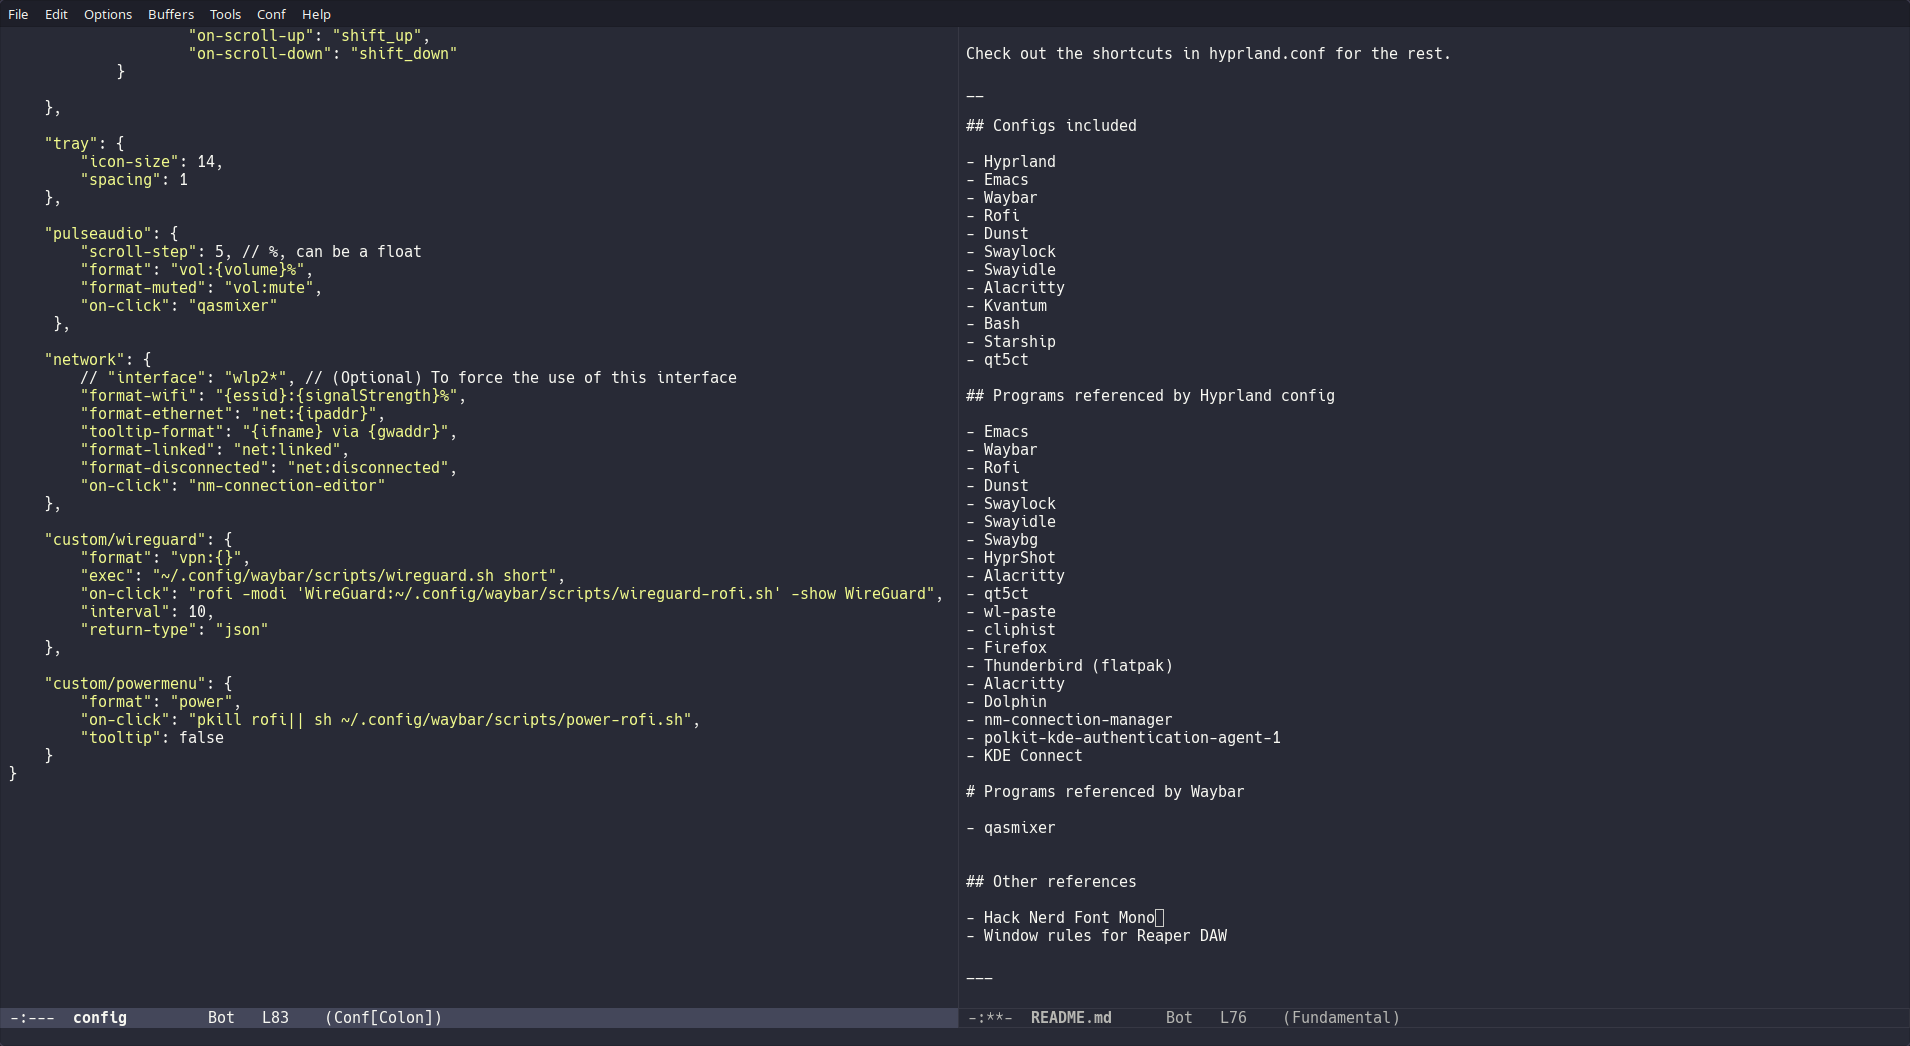 File Edit Options Buffers Tools Conf Help
                    "on-scroll-up": "shift_up",
                    "on-scroll-down": "shift_down"
            }

    },

    "tray": {
        "icon-size": 14,
        "spacing": 1
    },

    "pulseaudio": {
        "scroll-step": 5, // %, can be a float
        "format": "vol:{volume}%",
        "format-muted": "vol:mute",
        "on-click": "qasmixer"
     },

    "network": {
        // "interface": "wlp2*", // (Optional) To force the use of this interface
        "format-wifi": "{essid}:{signalStrength}%",
        "format-ethernet": "net:{ipaddr}",
        "tooltip-format": "{ifname} via {gwaddr}",
        "format-linked": "net:linked",
        "format-disconnected": "net:disconnected",
        "on-click": "nm-connection-editor"
    },

    "custom/wireguard": {
        "format": "vpn:{}",
        "exec": "~/.config/waybar/scripts/wireguard.sh short",
        "on-click": "rofi -modi 'WireGuard:~/.config/waybar/scripts/wireguard-rofi.sh' -show WireGuard",
        "interval": 10,
        "return-type": "json"
    },

    "custom/powermenu": {
        "format": "power",
        "on-click": "pkill rofi|| sh ~/.config/waybar/scripts/power-rofi.sh",
        "tooltip": false
    }
}
-:--- config Bot L83 (Conf[Colon])
Check out the shortcuts in hyprland.conf for the rest.

--
## Configs included

- Hyprland
- Emacs
- Waybar
- Rofi
- Dunst
- Swaylock
- Swayidle
- Alacritty
- Kvantum
- Bash
- Starship
- qt5ct

## Programs referenced by Hyprland config

- Emacs
- Waybar
- Rofi
- Dunst
- Swaylock
- Swayidle
- Swaybg
- HyprShot
- Alacritty
- qt5ct
- wl-paste
- cliphist
- Firefox
- Thunderbird (flatpak)
- Alacritty
- Dolphin
- nm-connection-manager
- polkit-kde-authentication-agent-1
- KDE Connect

# Programs referenced by Waybar

- qasmixer

## Other references

- Hack Nerd Font Mono
- Window rules for Reaper DAW

---
-:**- README.md Bot L76 (Fundamental)